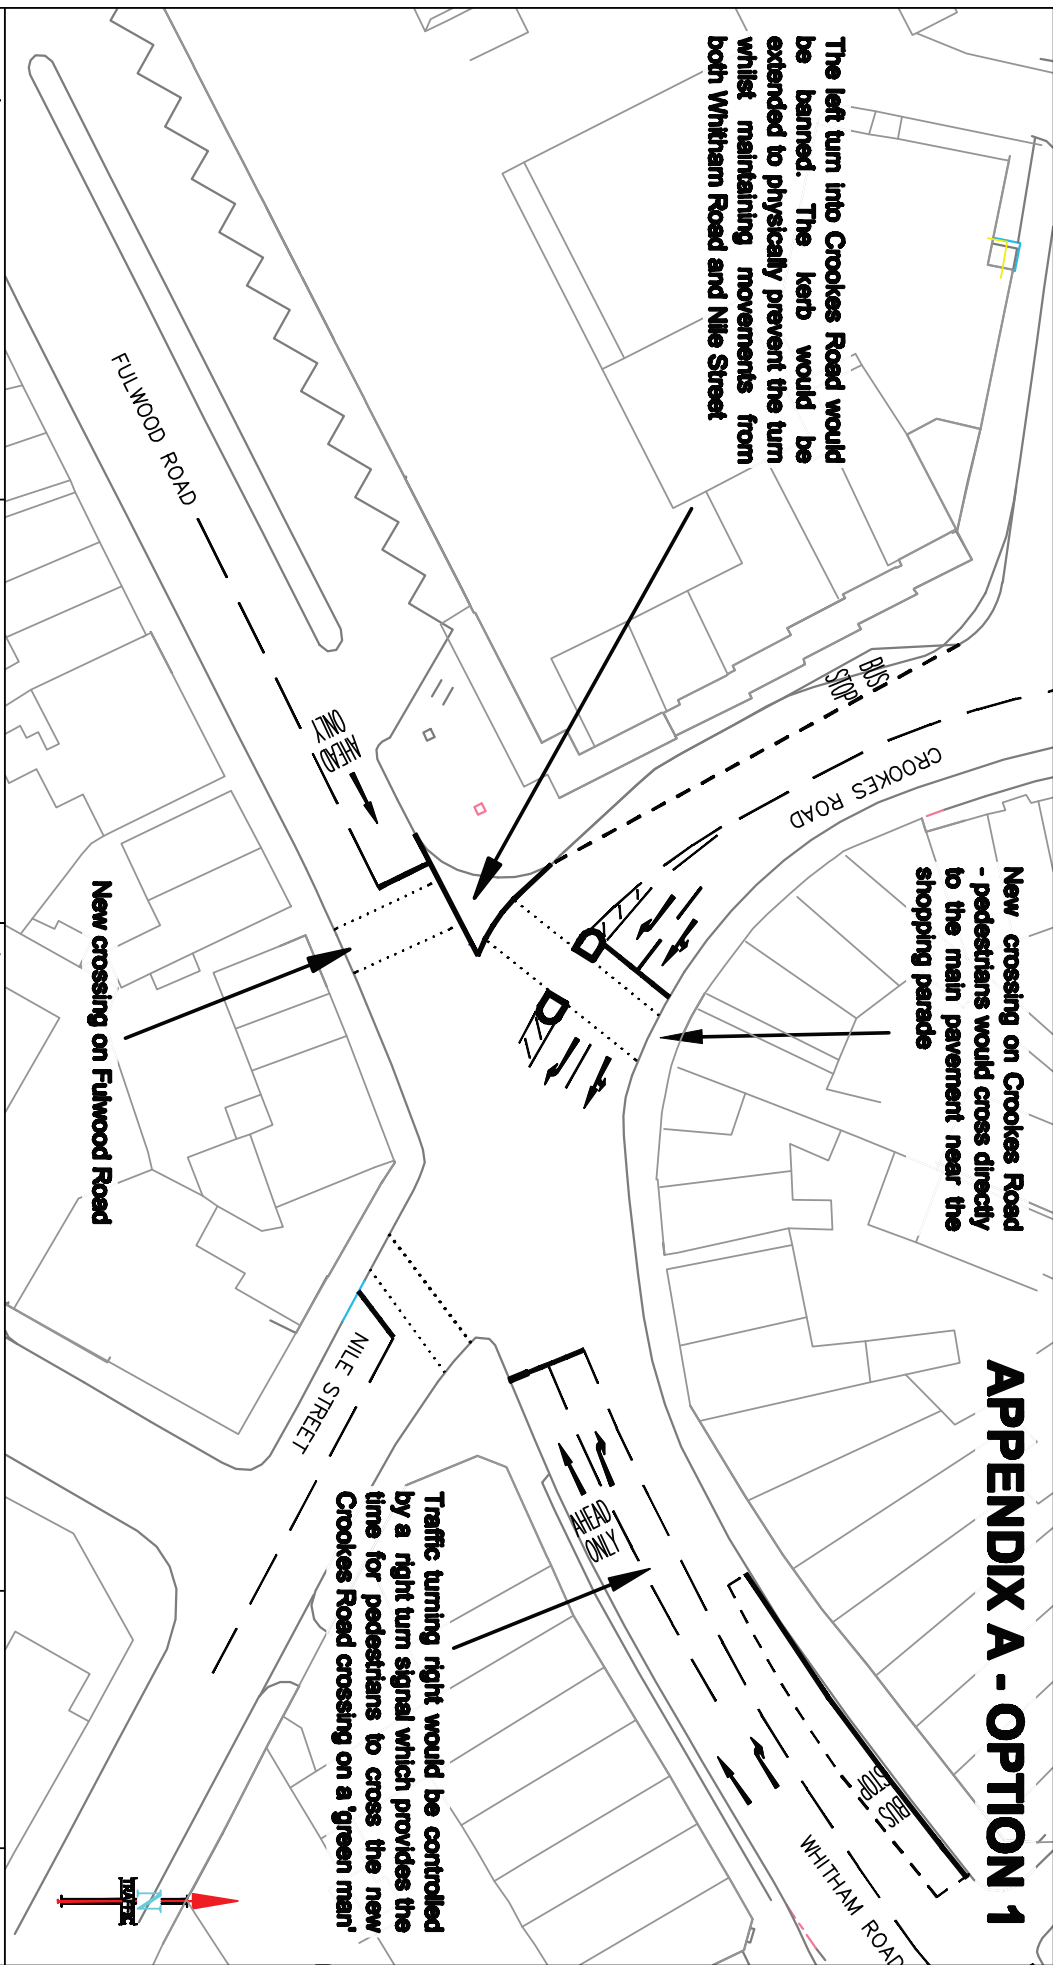 APPENDIX A - OPTION 1
The left turn into Crookes Road would
be banned. The kerb would be
extended to physically prevent the turn
whilst maintaining movements from
both Whitham Road and Nile Street
New crossing on Crookes Road
- pedestrians would cross directly
to the main pavement near the
shopping parade
BUS
STOP
CROOKES ROAD
FULWOOD ROAD
AHEAD
ONLY
D
D
New crossing on Fulwood Road
NILE STREET
AHEAD
ONLY
BUS
STOP
WHITHAM ROAD
Traffic turning right would be controlled
by a right turn signal which provides the
time for pedestrians to cross the new
Crookes Road crossing on a 'green man'
N
TRAFFIC